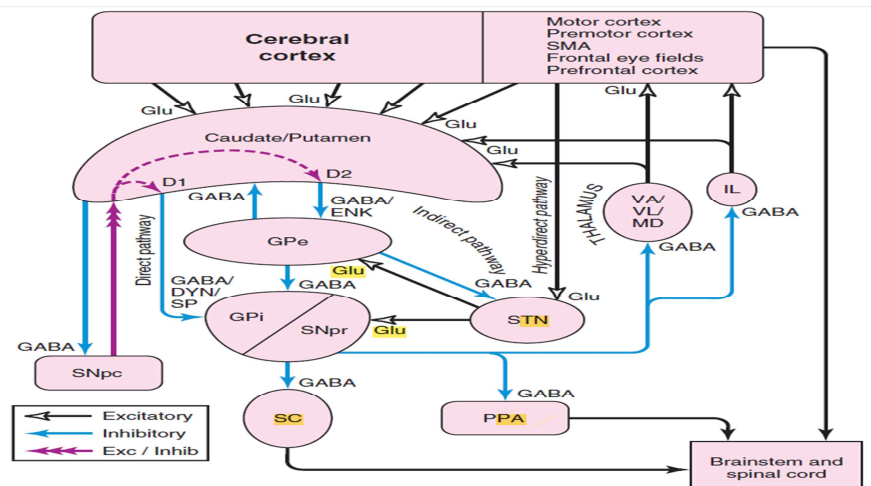 Cerebral
cortex
Motor cortex
Premotor cortex
SMA
Frontal eye fields
Prefrontal cortex
Glu
Glu
Glu
Glu
Glu
Caudate/Putamen
D1
D2
GABA
GABA/
ENK
Direct pathway
Indirect pathway
Hyperdirect pathway
THALAMUS
VA/
VL/
MD
IL
GABA
GABA
GPe
Glu
GABA
GABA
Glu
GABA/
DYN/
SP
GPi
SNpr
Glu
STN
GABA
SNpc
GABA
GABA
SC
PPA
Excitatory
Inhibitory
Exc / Inhib
Brainstem and
spinal cord